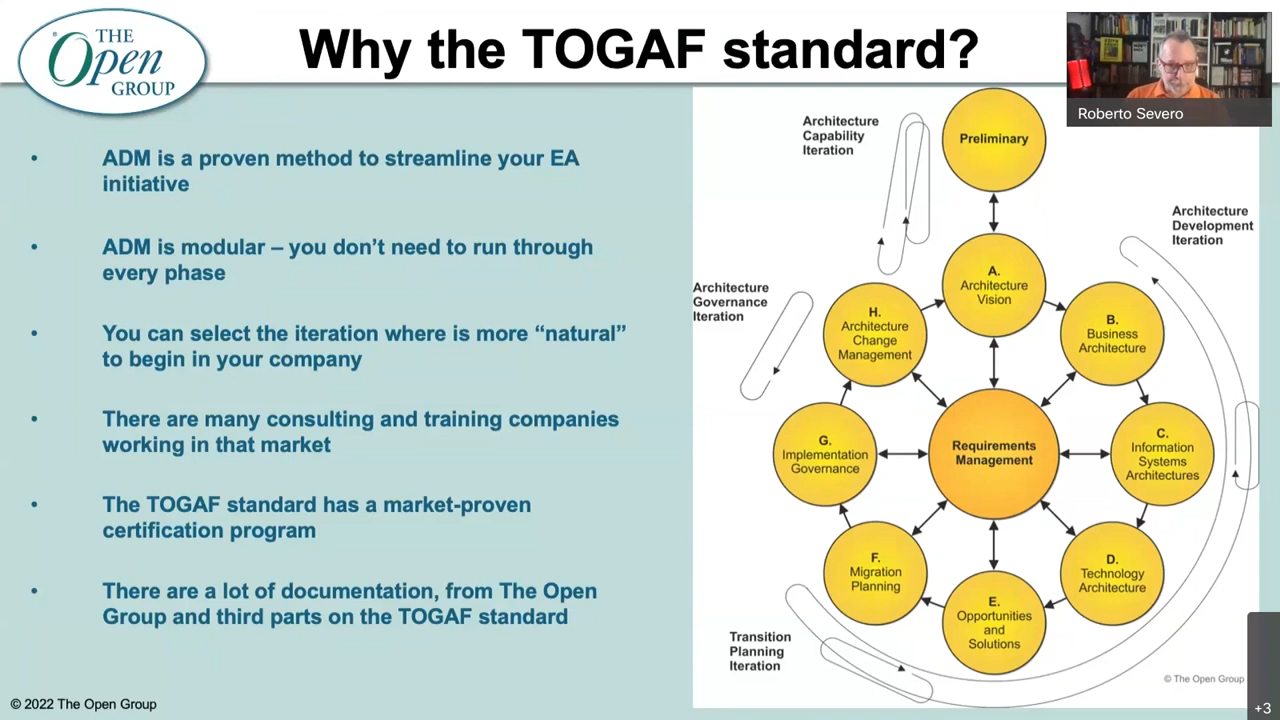 THE
Open
GROUP
Why the TOGAF standard?
Roberto Severo
• ADM is a proven method to streamline your EA
initiative
• ADM is modular – you don’t need to run through
every phase
• You can select the iteration where is more “natural”
to begin in your company
• There are many consulting and training companies
working in that market
• The TOGAF standard has a market-proven
certification program
• There are a lot of documentation, from The Open
Group and third parts on the TOGAF standard
Architecture
Capability
Iteration
Preliminary
Architecture
Development
Iteration
Architecture
Governance
Iteration
A.
Architecture
Vision
H.
Architecture
Change
Management
B.
Business
Architecture
G.
Implementation
Governance
Requirements
Management
C.
Information
Systems
Architectures
F.
Migration
Planning
D.
Technology
Architecture
E.
Opportunities
and
Solutions
Transition
Planning
Iteration
© The Open Group
© 2022 The Open Group
+3